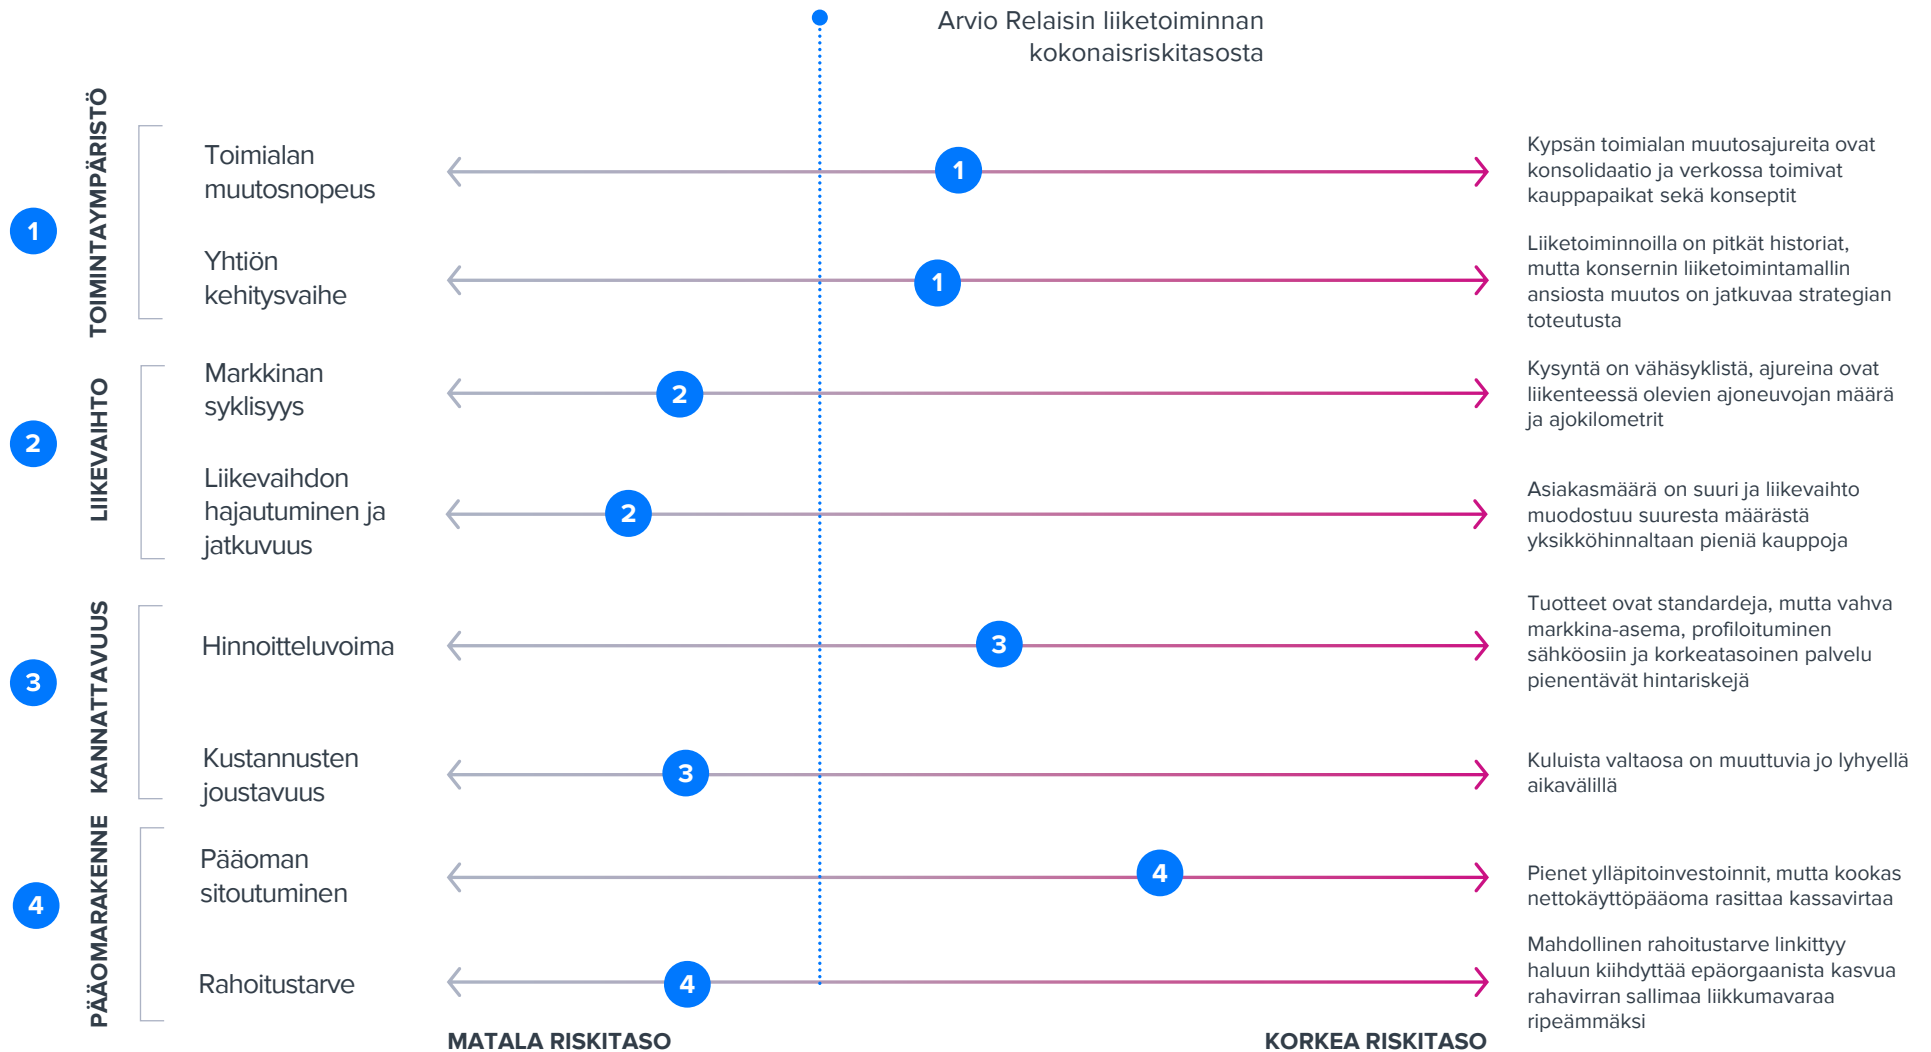 Arvio Relaisin liiketoiminnan
kokonaisriskitasosta
1
TOIMINTAYMPÄRISTÖ
Toimialan
muutosnopeus
1
Kypsän toimialan muutosajureita ovat
konsolidaatio ja verkossa toimivat
kauppapaikat sekä konseptit
Yhtiön
kehitysvaihe
1
Liiketoiminnoilla on pitkät historiat,
mutta konsernin liiketoimintamallin
ansiosta muutos on jatkuvaa strategian
toteutusta
2
LIIKEVAIHTO
Markkinan
syklisyys
2
Kysyntä on vähäsyklistä, ajureina ovat
liikenteessä olevien ajoneuvojan määrä
ja ajokilometrit
Liikevaihdon
hajautuminen ja
jatkuvuus
2
Asiakasmäärä on suuri ja liikevaihto
muodostuu suuresta määrästä
yksikköhinnaltaan pieniä kauppoja
3
KANNATTAVUUS
Hinnoitteluvoima
3
Tuotteet ovat standardeja, mutta vahva
markkina-asema, profiloituminen
sähköosiin ja korkeatasoinen palvelu
pienentävät hintariskejä
Kustannusten
joustavuus
3
Kuluista valtaosa on muuttuvia jo lyhyellä
aikavälillä
4
PÄÄOMARAKENNE
Pääoman
sitoutuminen
4
Pienet ylläpitoinvestoinnit, mutta kookas
nettokäyttöpääoma rasittaa kassavirtaa
Rahoitustarve
4
Mahdollinen rahoitustarve linkittyy
haluun kiihdyttää epäorgaanista kasvua
rahavirran sallimaa liikkumavaraa
ripeämmäksi
MATALA RISKITASO
KORKEA RISKITASO